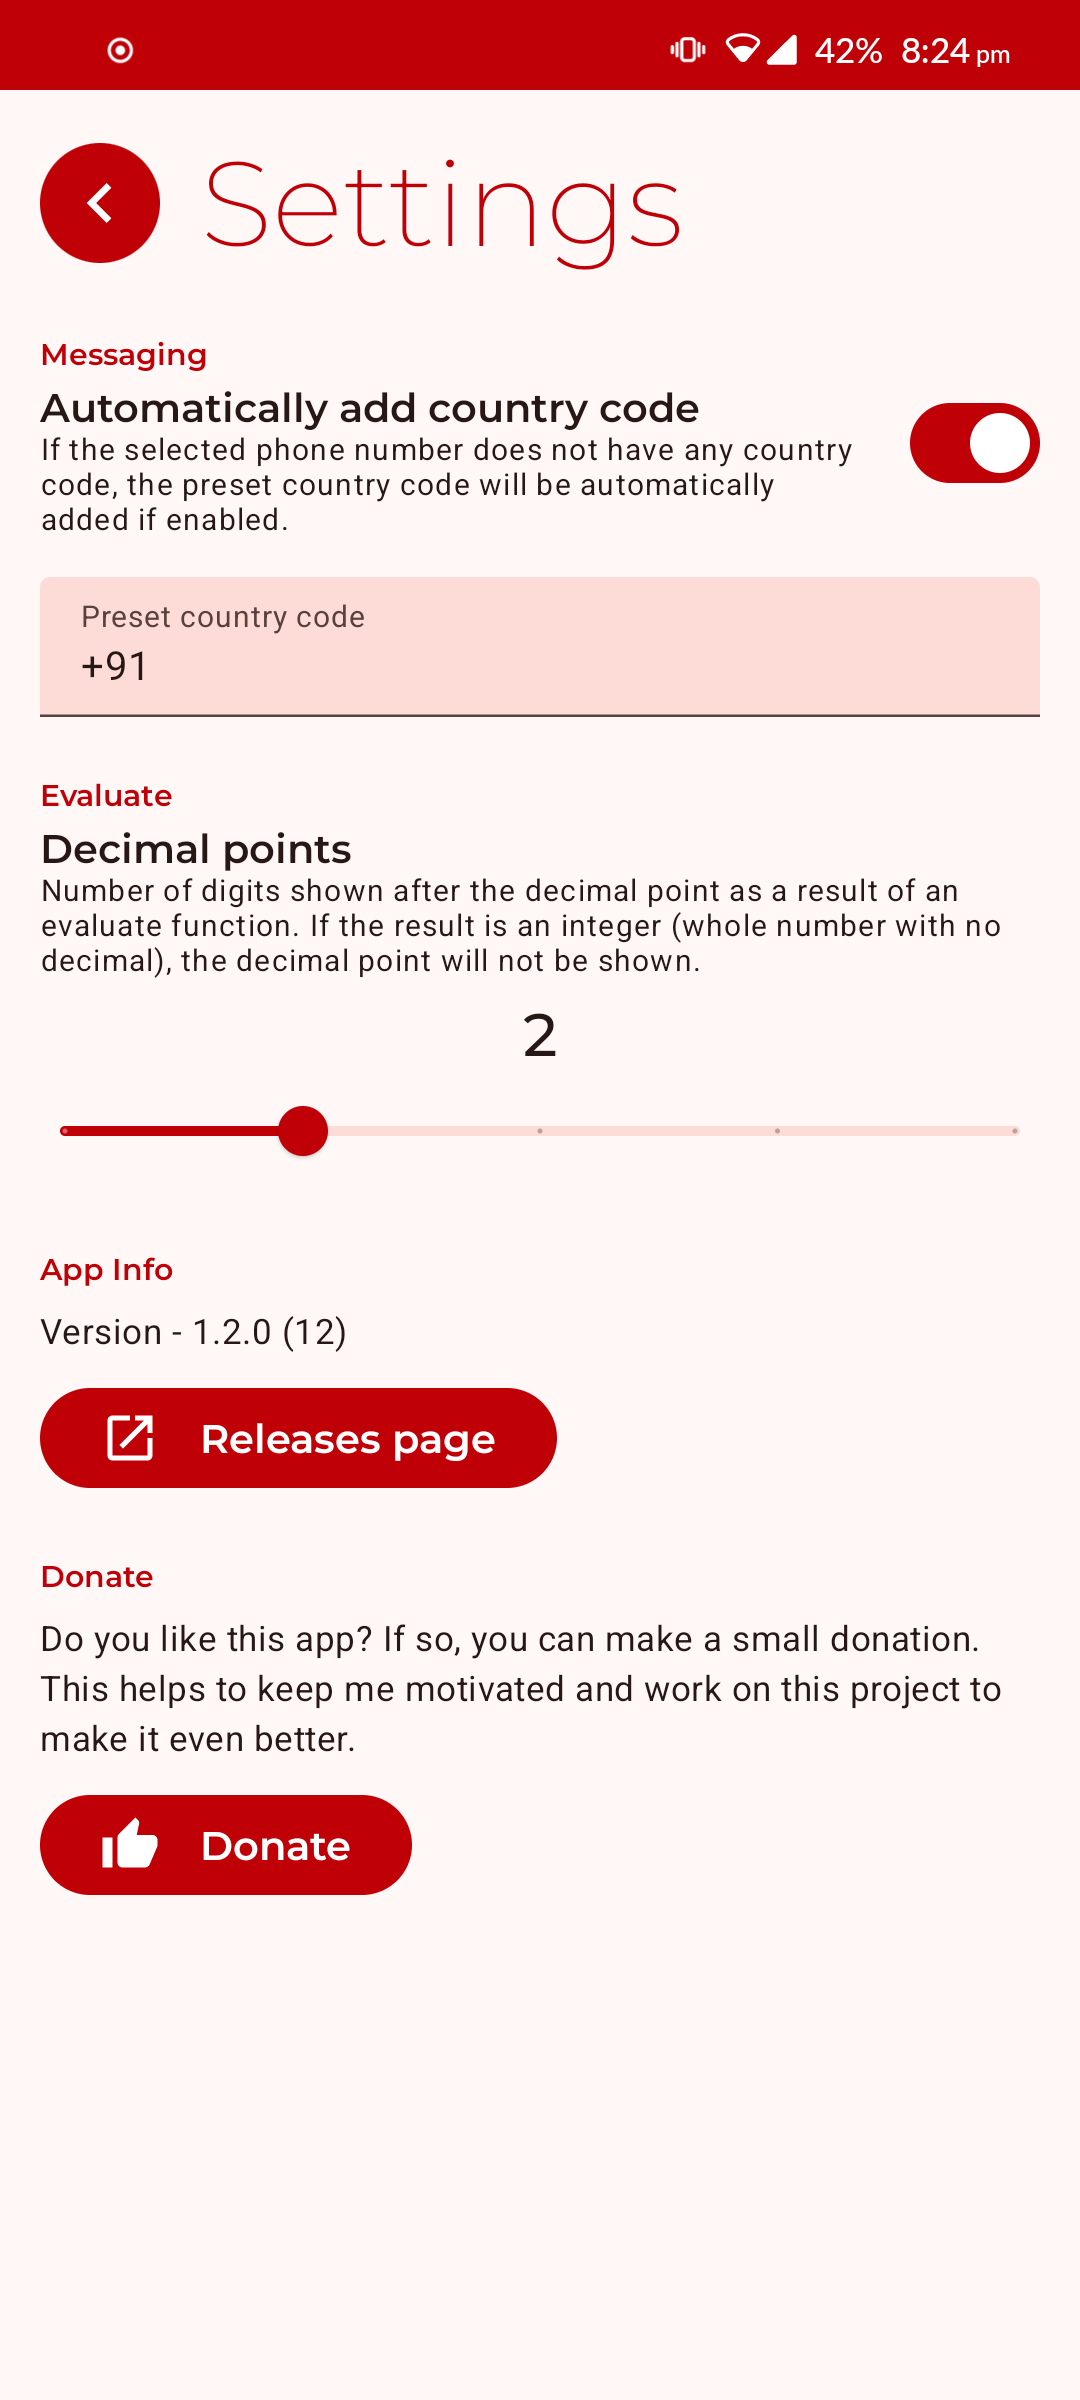 42% 8:24 pm
Settings
Messaging
Automatically add country code
If the selected phone number does not have any country
code, the preset country code will be automatically
added if enabled.
Preset country code
+91
Evaluate
Decimal points
Number of digits shown after the decimal point as a result of an
evaluate function. If the result is an integer (whole number with no
decimal), the decimal point will not be shown.
2
App Info
Version - 1.2.0 (12)
Releases page
Donate
Do you like this app? If so, you can make a small donation.
This helps to keep me motivated and work on this project to
make it even better.
Donate